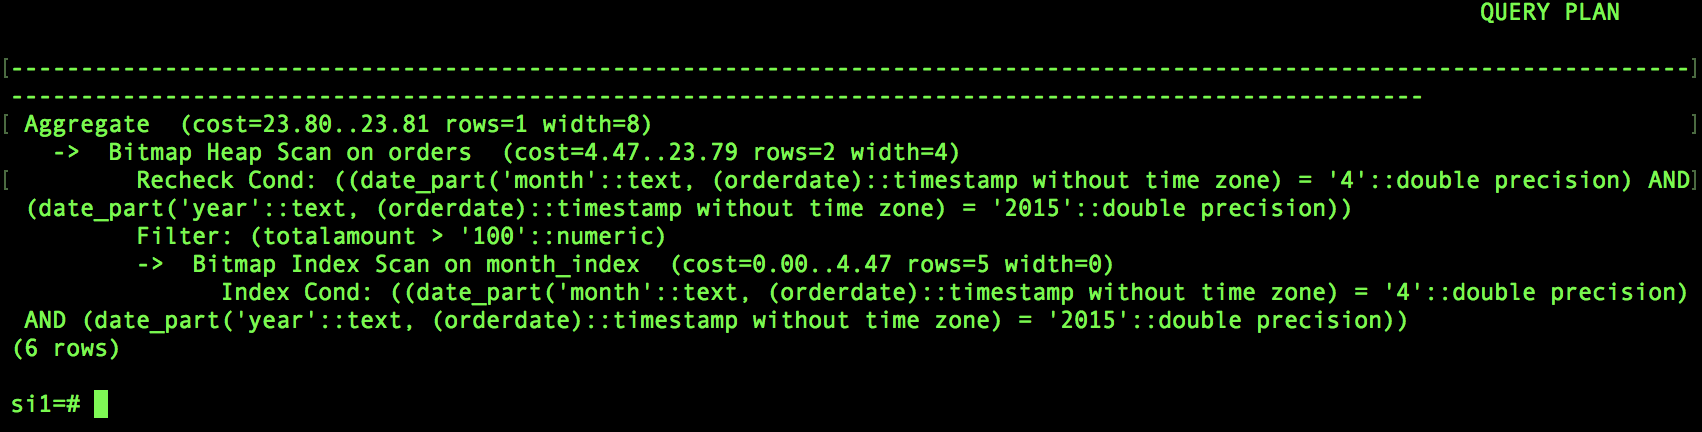 QUERY PLAN
[------------------------------------------------------------------------------------------------------------------------]
-----------------------------------------------------------------------------------------------------
[ Aggregate  (cost=23.80..23.81 rows=1 width=8) ]
   ->  Bitmap Heap Scan on orders  (cost=4.47..23.79 rows=2 width=4)
[         Recheck Cond: ((date_part('month'::text, (orderdate)::timestamp without time zone) = '4'::double precision) AND]
 (date_part('year'::text, (orderdate)::timestamp without time zone) = '2015'::double precision))
         Filter: (totalamount > '100'::numeric)
         ->  Bitmap Index Scan on month_index  (cost=0.00..4.47 rows=5 width=0)
               Index Cond: ((date_part('month'::text, (orderdate)::timestamp without time zone) = '4'::double precision)
 AND (date_part('year'::text, (orderdate)::timestamp without time zone) = '2015'::double precision))
(6 rows)
si1=#